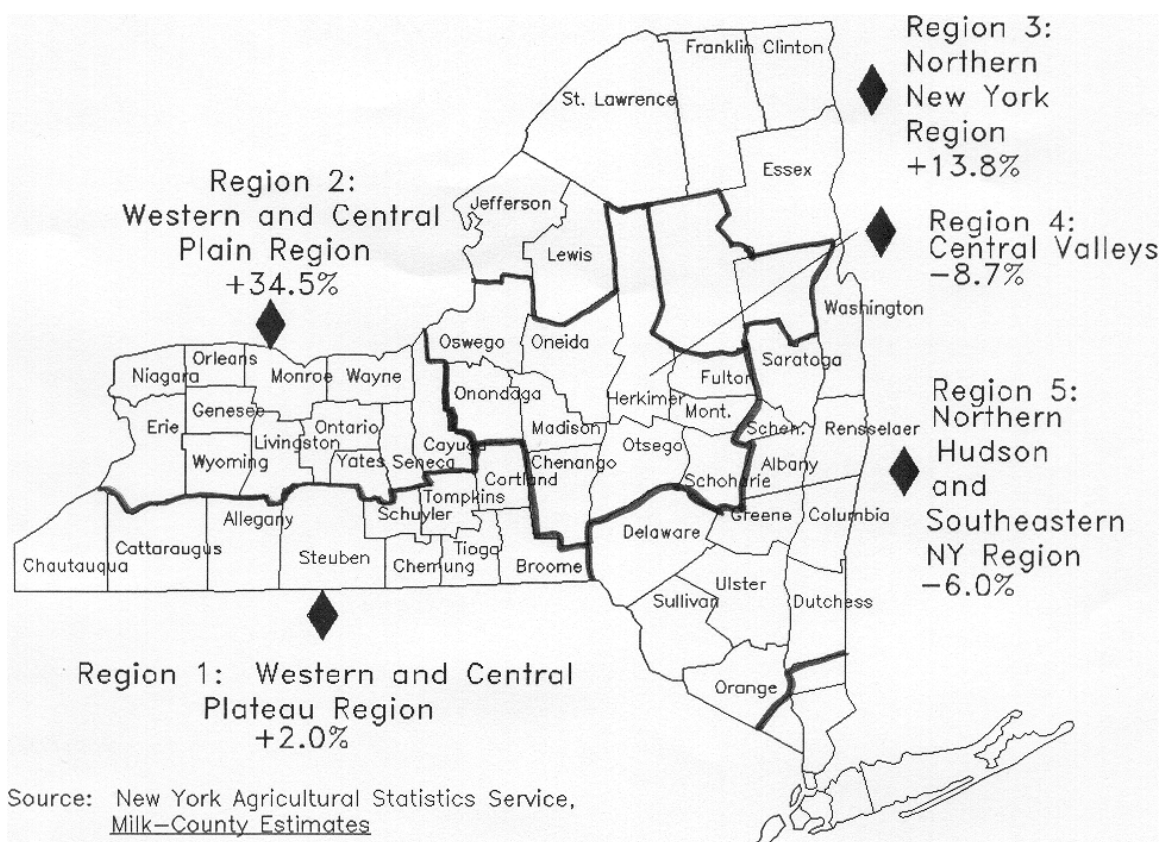 Region 3:
Northern
New York
Region
+13.8%
Region 4:
Central Valleys
−8.7%
Region 5:
Northern
Hudson
and
Southeastern
NY Region
−6.0%
Region 2:
Western and Central
Plain Region
+34.5%
Region 1: Western and Central
Plateau Region
+2.0%
Franklin
Clinton
St. Lawrence
Essex
Jefferson
Lewis
Washington
Oswego
Oneida
Saratoga
Orleans
Niagara
Monroe
Wayne
Fulton
Onondaga
Herkimer
Mont.
Genesee
Erie
Ontario
Madison
Schen.
Rensselaer
Livingston
Cayuga
Otsego
Wyoming
Yates
Seneca
Chenango
Albany
Cortland
Schoharie
Tompkins
Schuyler
Greene
Columbia
Allegany
Delaware
Cattaraugus
Steuben
Tioga
Chautauqua
Chemung
Broome
Ulster
Sullivan
Dutchess
Orange
Source: New York Agricultural Statistics Service,
Milk−County Estimates